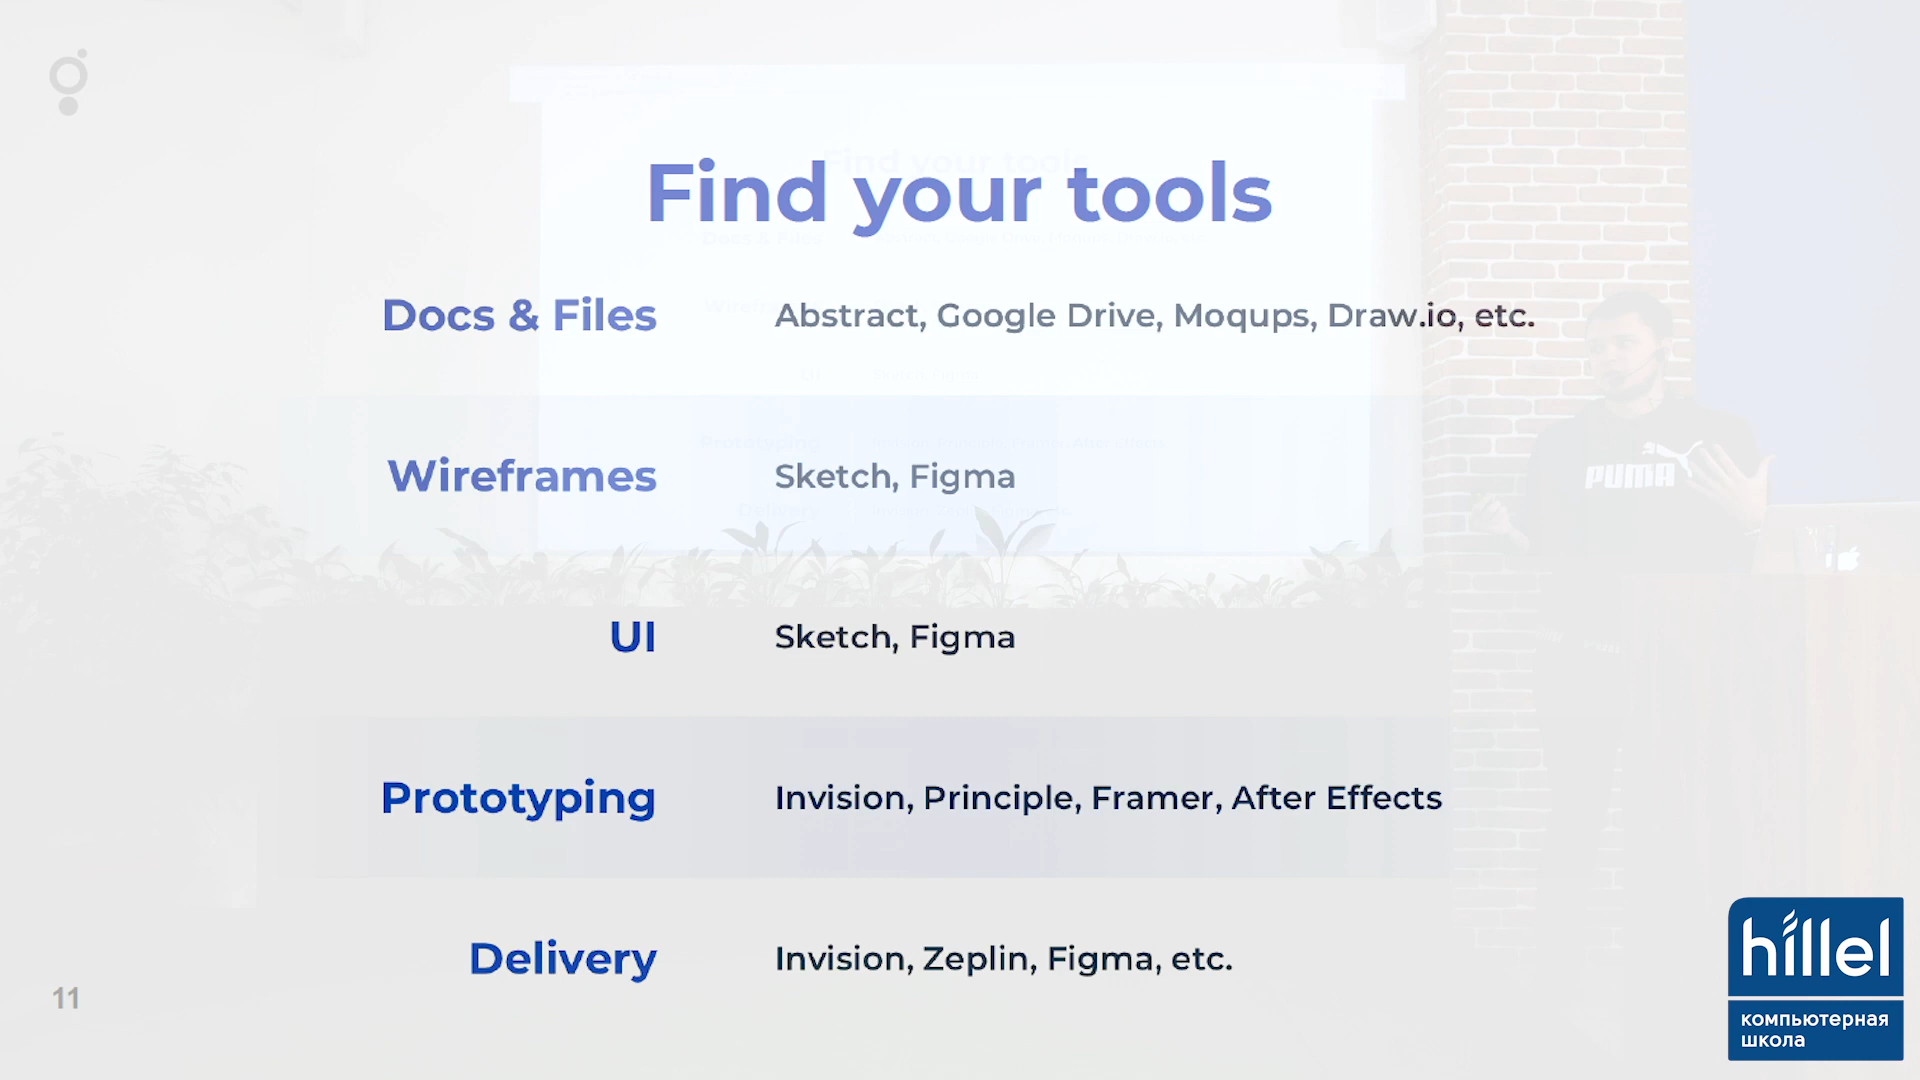 Find your tools
Docs & Files Abstract, Google Drive, Moqups, Draw.io, etc.
Wireframes Sketch, Figma
UI Sketch, Figma
Prototyping Invision, Principle, Framer, After Effects
Delivery Invision, Zeplin, Figma, etc.
PUMA
11
hillel
компьютерная
школа